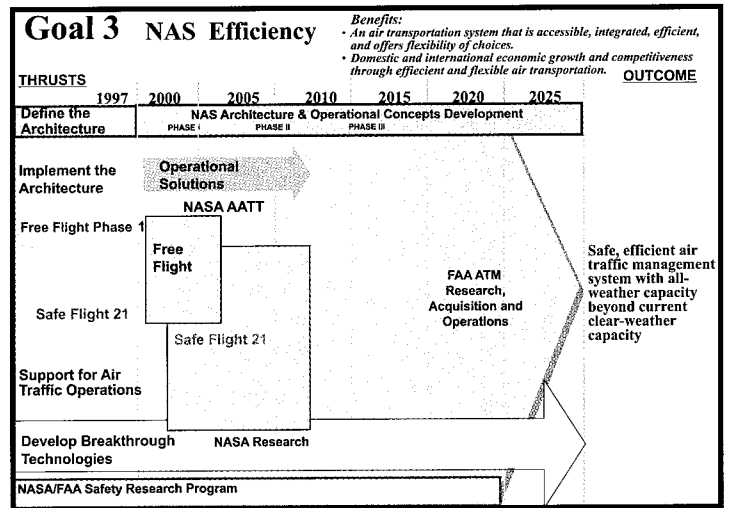 Goal 3 NAS Efficiency
Benefits:
• An air transportation system that is accessible, integrated, efficient,
and offers flexibility of choices.
• Domestic and international economic growth and competitiveness
through effiecient and flexible air transportation.
THRUSTS
OUTCOME
1997 2000 2005 2010 2015 2020 2025
Define the
Architecture
NAS Architecture & Operational Concepts Development
PHASE I PHASE II PHASE III
Implement the
Architecture
Operational
Solutions
NASA AATT
Free Flight Phase 1
Free
Flight
Safe Flight 21
Safe Flight 21
FAA ATM
Research,
Acquisition and
Operations
Safe, efficient air
traffic management
system with all-
weather capacity
beyond current
clear-weather
capacity
Support for Air
Traffic Operations
Develop Breakthrough
Technologies
NASA Research
NASA/FAA Safety Research Program